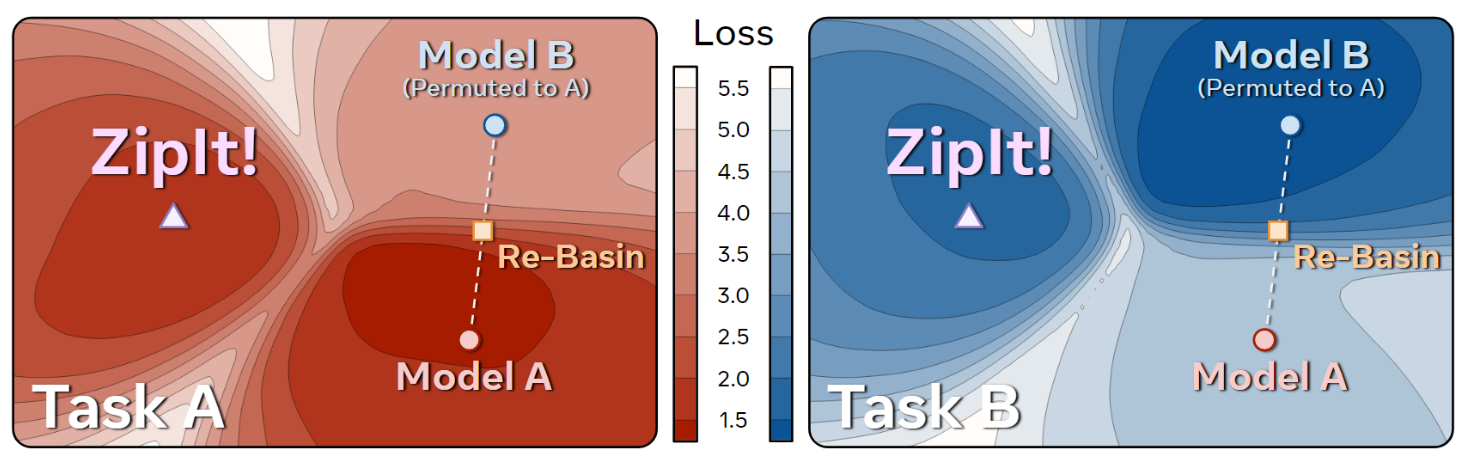 Model B
(Permuted to A)
ZipIt!
Re-Basin
Model A
Task A
Loss
5.5
5.0
4.5
4.0
3.5
3.0
2.5
2.0
1.5
Model B
(Permuted to A)
ZipIt!
Re-Basin
Model A
Task B